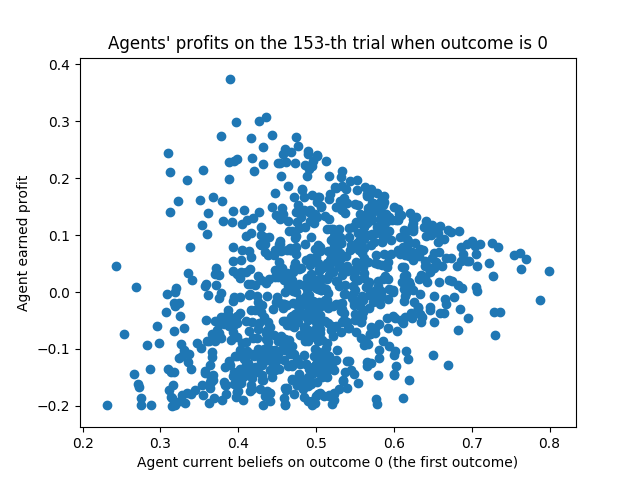 Agents' profits on the 153-th trial when outcome is 0
0.4
0.3
0.2
0.1
0.0
−0.1
−0.2
Agent earned profit
0.2 0.3 0.4 0.5 0.6 0.7 0.8
Agent current beliefs on outcome 0 (the first outcome)